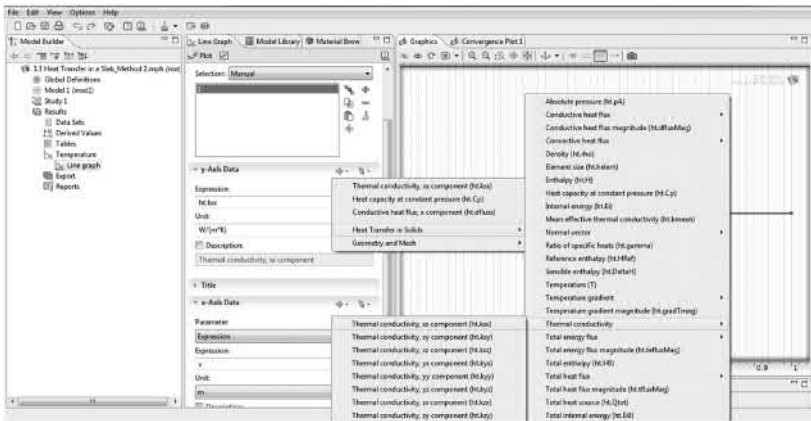 File Edit View Options Help
Model Builder
1.3 Heat Transfer in a Slab_Method 2.mph (root)
Global Definitions
Model 1 (mod1)
Study 1
Results
Data Sets
Derived Values
Tables
Temperature
Line graph
Export
Reports
Line Graph Model Library Material Brow
Plot
Selection: Manual
y-Axis Data
Expression:
ht.kxx
Unit:
W/(m*K)
Description:
Thermal conductivity, xx component
Title
x-Axis Data
Parameter
Expression
Expression:
x
Unit:
m
Graphics Convergence Plot 1
Thermal conductivity, xx component (ht.kxx)
Heat capacity at constant pressure (ht.Cp)
Conductive heat flux, x component (ht.dfluxx)
Heat Transfer in Solids
Geometry and Mesh
Absolute pressure (ht.pA)
Conductive heat flux
Conductive heat flux magnitude (ht.dfluxMag)
Convective heat flux
Density (ht.rho)
Element size (ht.helem)
Enthalpy (ht.H)
Heat capacity at constant pressure (ht.Cp)
Internal energy (ht.Ei)
Mean effective thermal conductivity (ht.kmean)
Normal vector
Ratio of specific heats (ht.gamma)
Reference enthalpy (ht.HRef)
Sensible enthalpy (ht.DeltaH)
Temperature (T)
Temperature gradient
Temperature gradient magnitude (ht.gradTmag)
Thermal conductivity
Total energy flux
Total energy flux magnitude (ht.tefluxMag)
Total enthalpy (ht.H0)
Total heat flux
Total heat flux magnitude (ht.tfluxMag)
Total heat source (ht.Qtot)
Total internal energy (ht.Ei0)
Thermal conductivity, xx component (ht.kxx)
Thermal conductivity, xy component (ht.kxy)
Thermal conductivity, xz component (ht.kxz)
Thermal conductivity, yx component (ht.kyx)
Thermal conductivity, yy component (ht.kyy)
Thermal conductivity, yz component (ht.kyz)
Thermal conductivity, zx component (ht.kzx)
Thermal conductivity, zy component (ht.kzy)
0.9 1